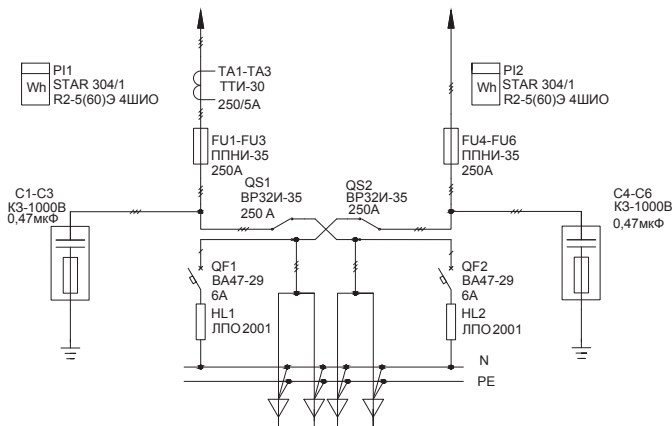 PI1
Wh
STAR 304/1
R2-5(60)Э 4ШИО
TA1-TA3
ТТИ-30
250/5А
PI2
Wh
STAR 304/1
R2-5(60)Э 4ШИО
FU1-FU3
ППНИ-35
250А
FU4-FU6
ППНИ-35
250А
QS1
ВР32И-35
250 А
QS2
ВР32И-35
250А
C1-C3
К3-1000В
0,47мкФ
C4-C6
К3-1000В
0,47мкФ
QF1
ВА47-29
6А
HL1
ЛПО 2001
QF2
ВА47-29
6А
HL2
ЛПО 2001
N
PE